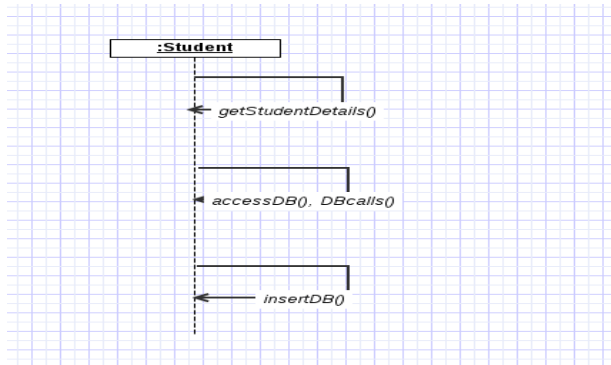 :Student
getStudentDetails()
accessDB(), DBcalls()
insertDB()